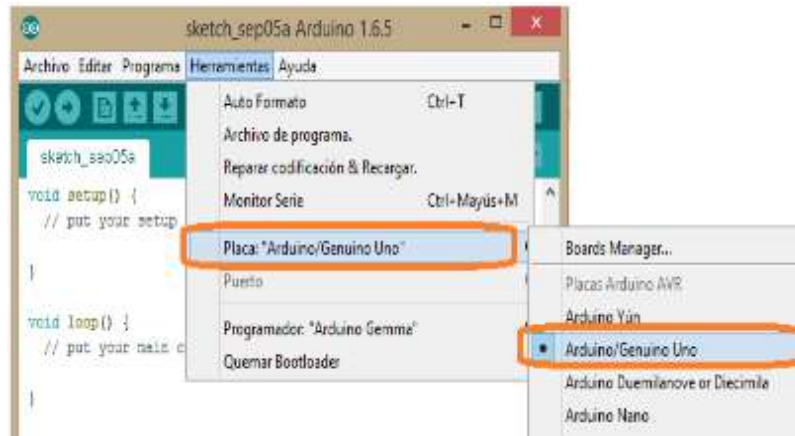 sketch_sep05a Arduino 1.6.5
Archivo Editar Programa Herramientas Ayuda
Auto Formato Ctrl+T
Archivo de programa.
Reparar codificación & Recargar.
Monitor Serie Ctrl+Mayús+M
Placa: "Arduino/Genuino Uno"
Puerto
Programador: "Arduino Gemma"
Quemar Bootloader
sketch_sep05a
void setup() {
// put your setup
}
void loop() {
// put your main c
}
Boards Manager...
Placas Arduino AVR
Arduino Yún
Arduino/Genuino Uno
Arduino Duemilanove or Diecimila
Arduino Nano